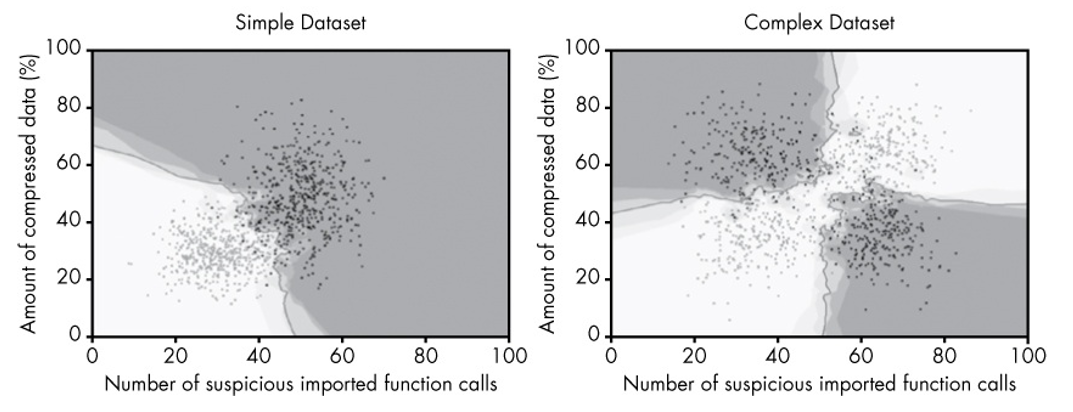 Simple Dataset
Amount of compressed data (%)
100
80
60
40
20
0
0 20 40 60 80 100
Number of suspicious imported function calls
Complex Dataset
Amount of compressed data (%)
100
80
60
40
20
0
0 20 40 60 80 100
Number of suspicious imported function calls